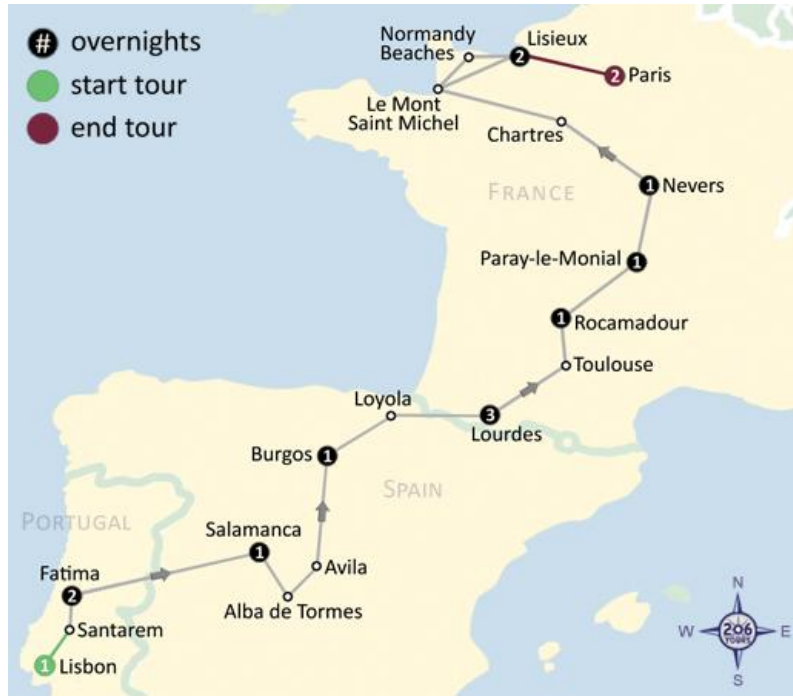 # overnights
start tour
end tour
Normandy
Beaches
Lisieux
2
2
Paris
Le Mont
Saint Michel
Chartres
FRANCE
1
Nevers
Paray-le-Monial
1
1
Rocamadour
Toulouse
Loyola
3
Lourdes
Burgos
1
SPAIN
PORTUGAL
Salamanca
1
Avila
Fatima
2
Alba de Tormes
Santarem
1
Lisbon
N
W
206
TOURS
E
S